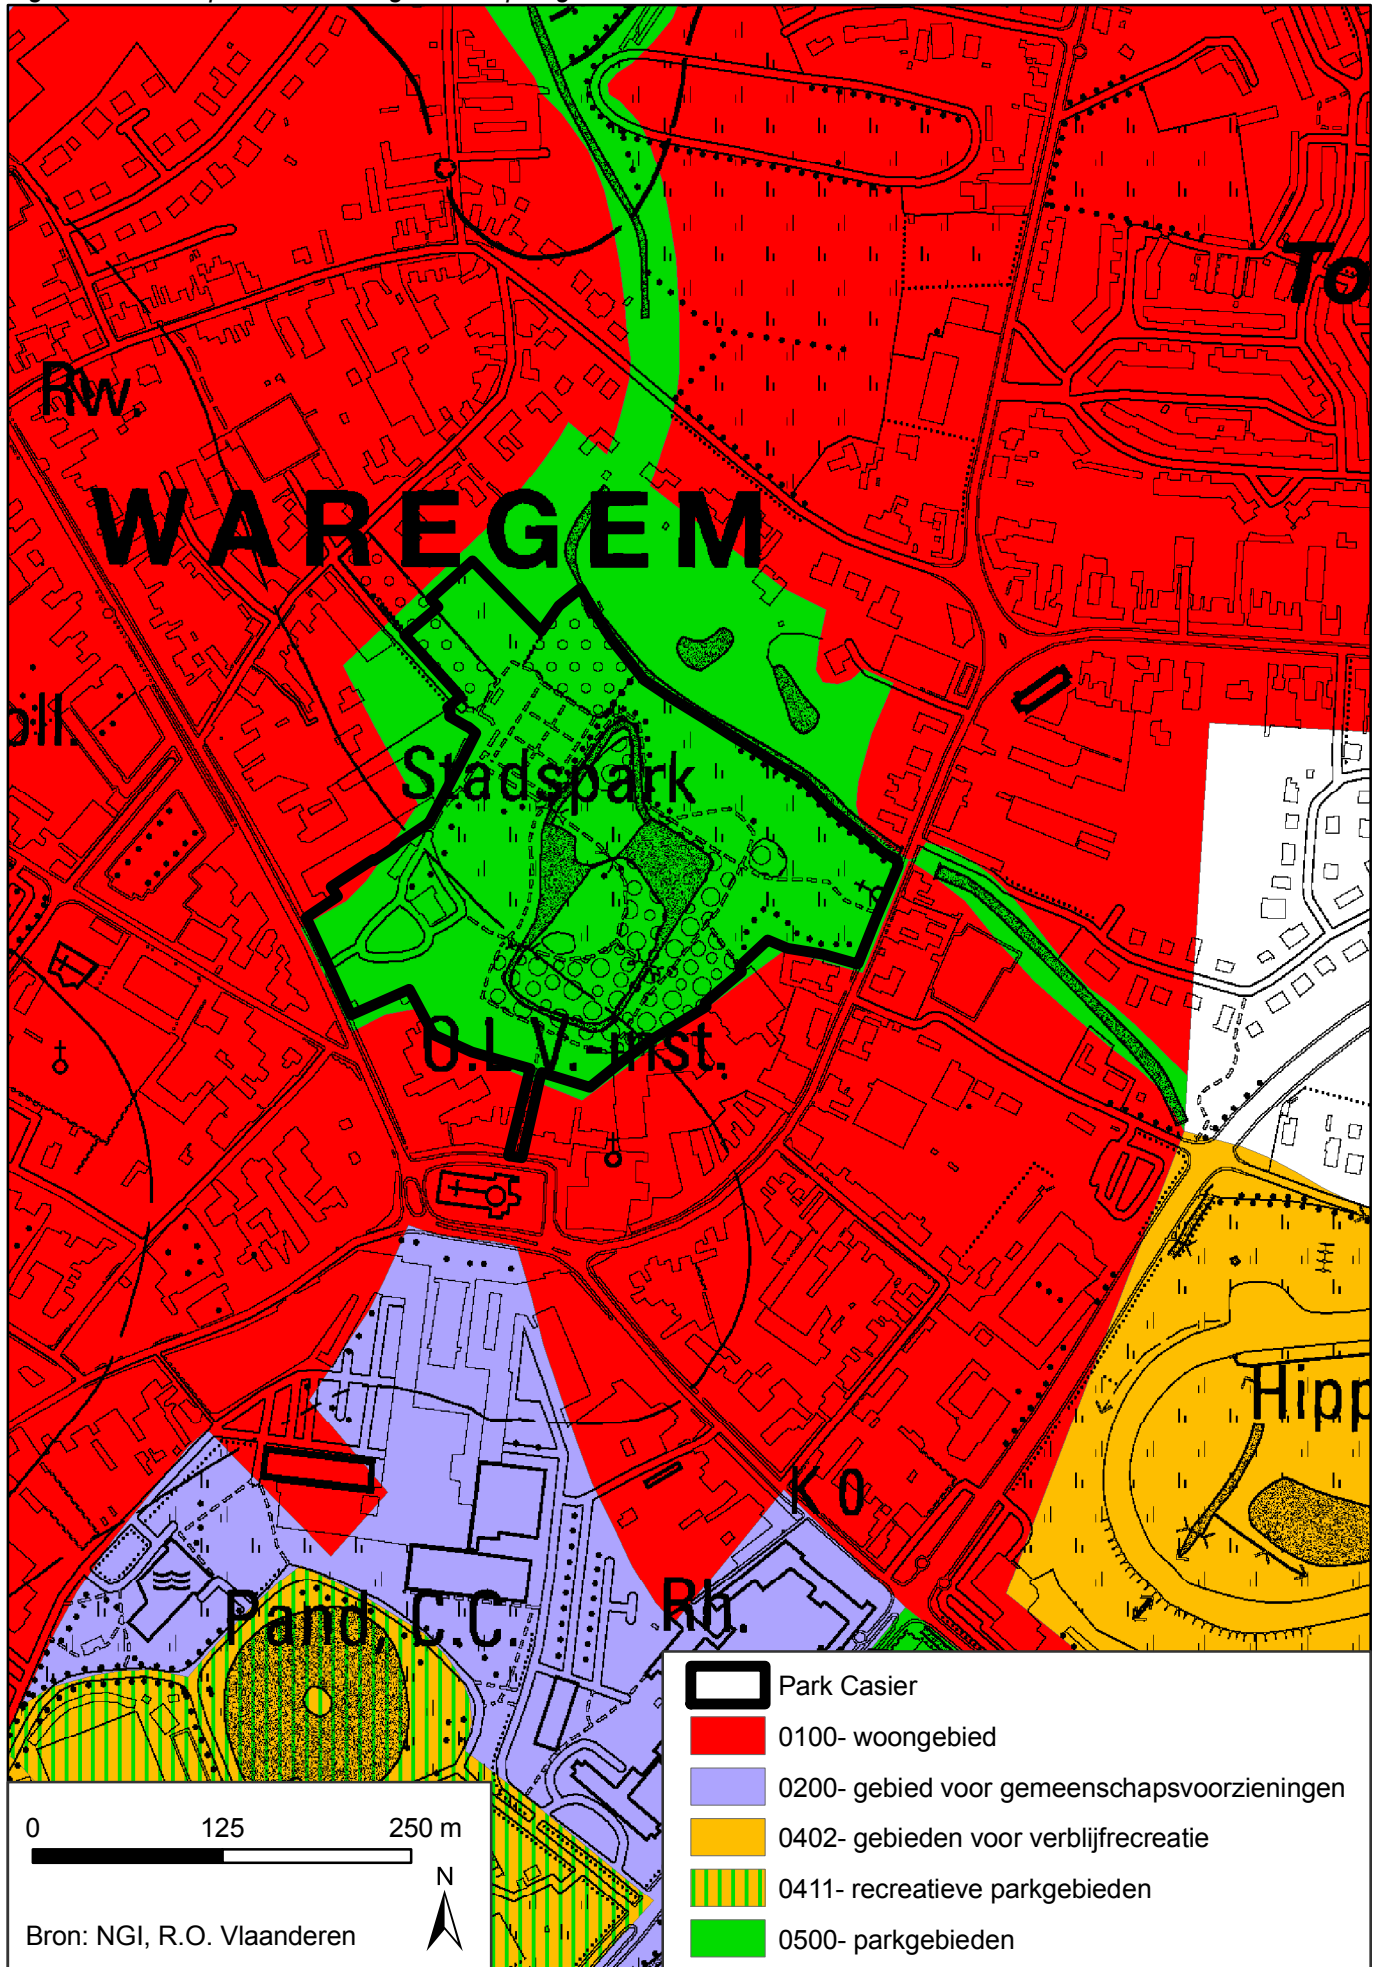 To
Rw.
WAREGEM
oll.
Stadspark
O.L.V.-inst.
Hipp
K O
Rh.
Pand, C C.
Park Casier
0100- woongebied
0200- gebied voor gemeenschapsvoorzieningen
0402- gebieden voor verblijfrecreatie
0411- recreatieve parkgebieden
0500- parkgebieden
0 125 250 m
N
Bron: NGI, R.O. Vlaanderen